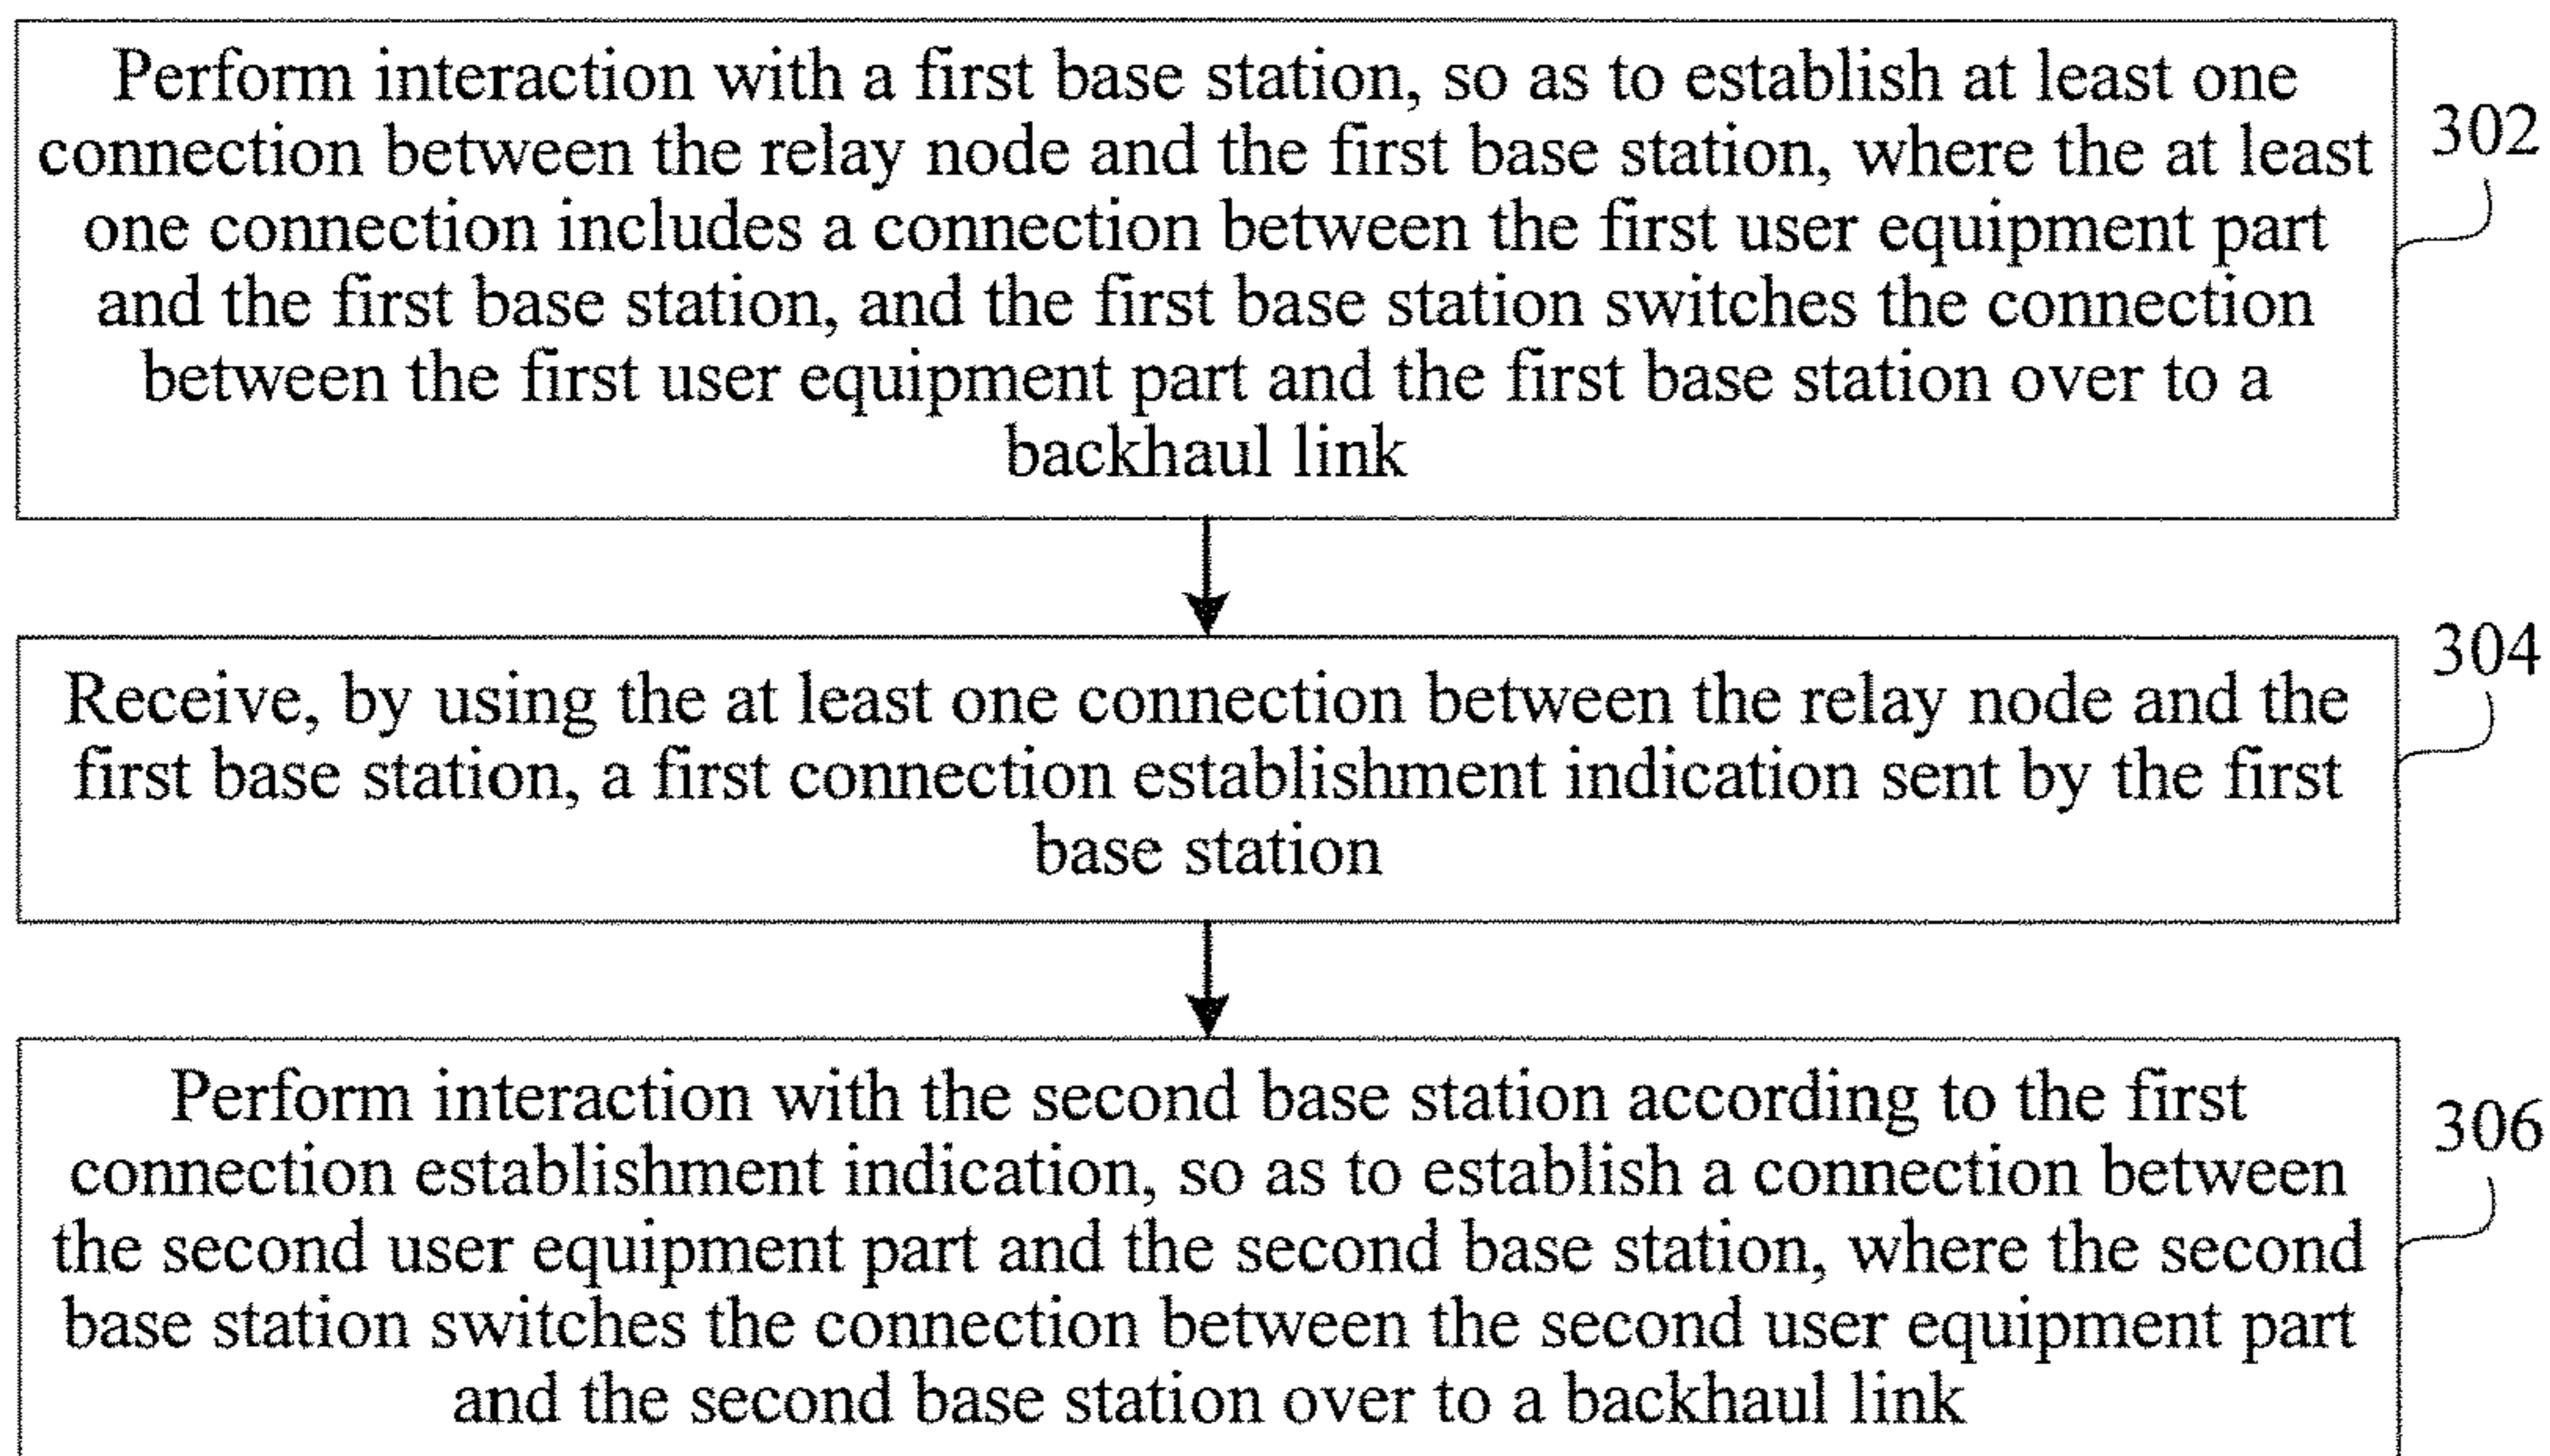 Perform interaction with a first base station, so as to establish at least one
connection between the relay node and the first base station, where the at least
one connection includes a connection between the first user equipment part
and the first base station, and the first base station switches the connection
between the first user equipment part and the first base station over to a
backhaul link
302
Receive, by using the at least one connection between the relay node and the
first base station, a first connection establishment indication sent by the first
base station
304
Perform interaction with the second base station according to the first
connection establishment indication, so as to establish a connection between
the second user equipment part and the second base station, where the second
base station switches the connection between the second user equipment part
and the second base station over to a backhaul link
306